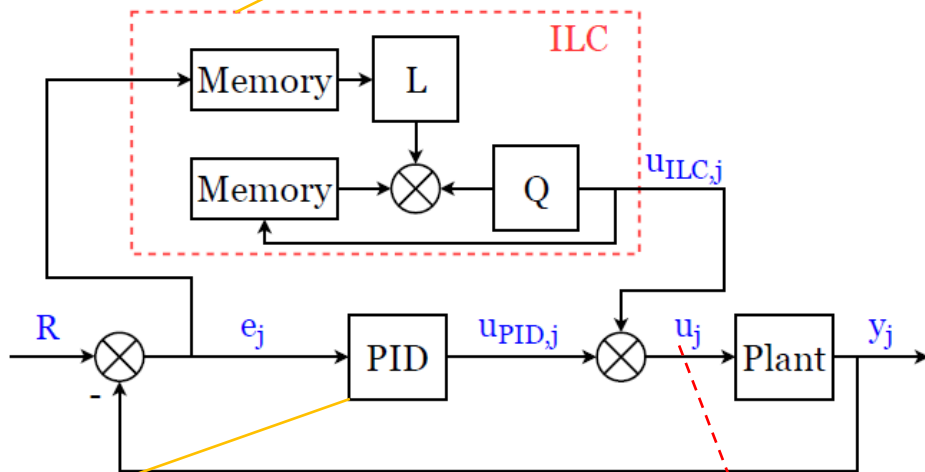 ILC
Memory
L
Memory
Q
u_ILC,j
R
e_j
PID
u_PID,j
u_j
Plant
y_j
-